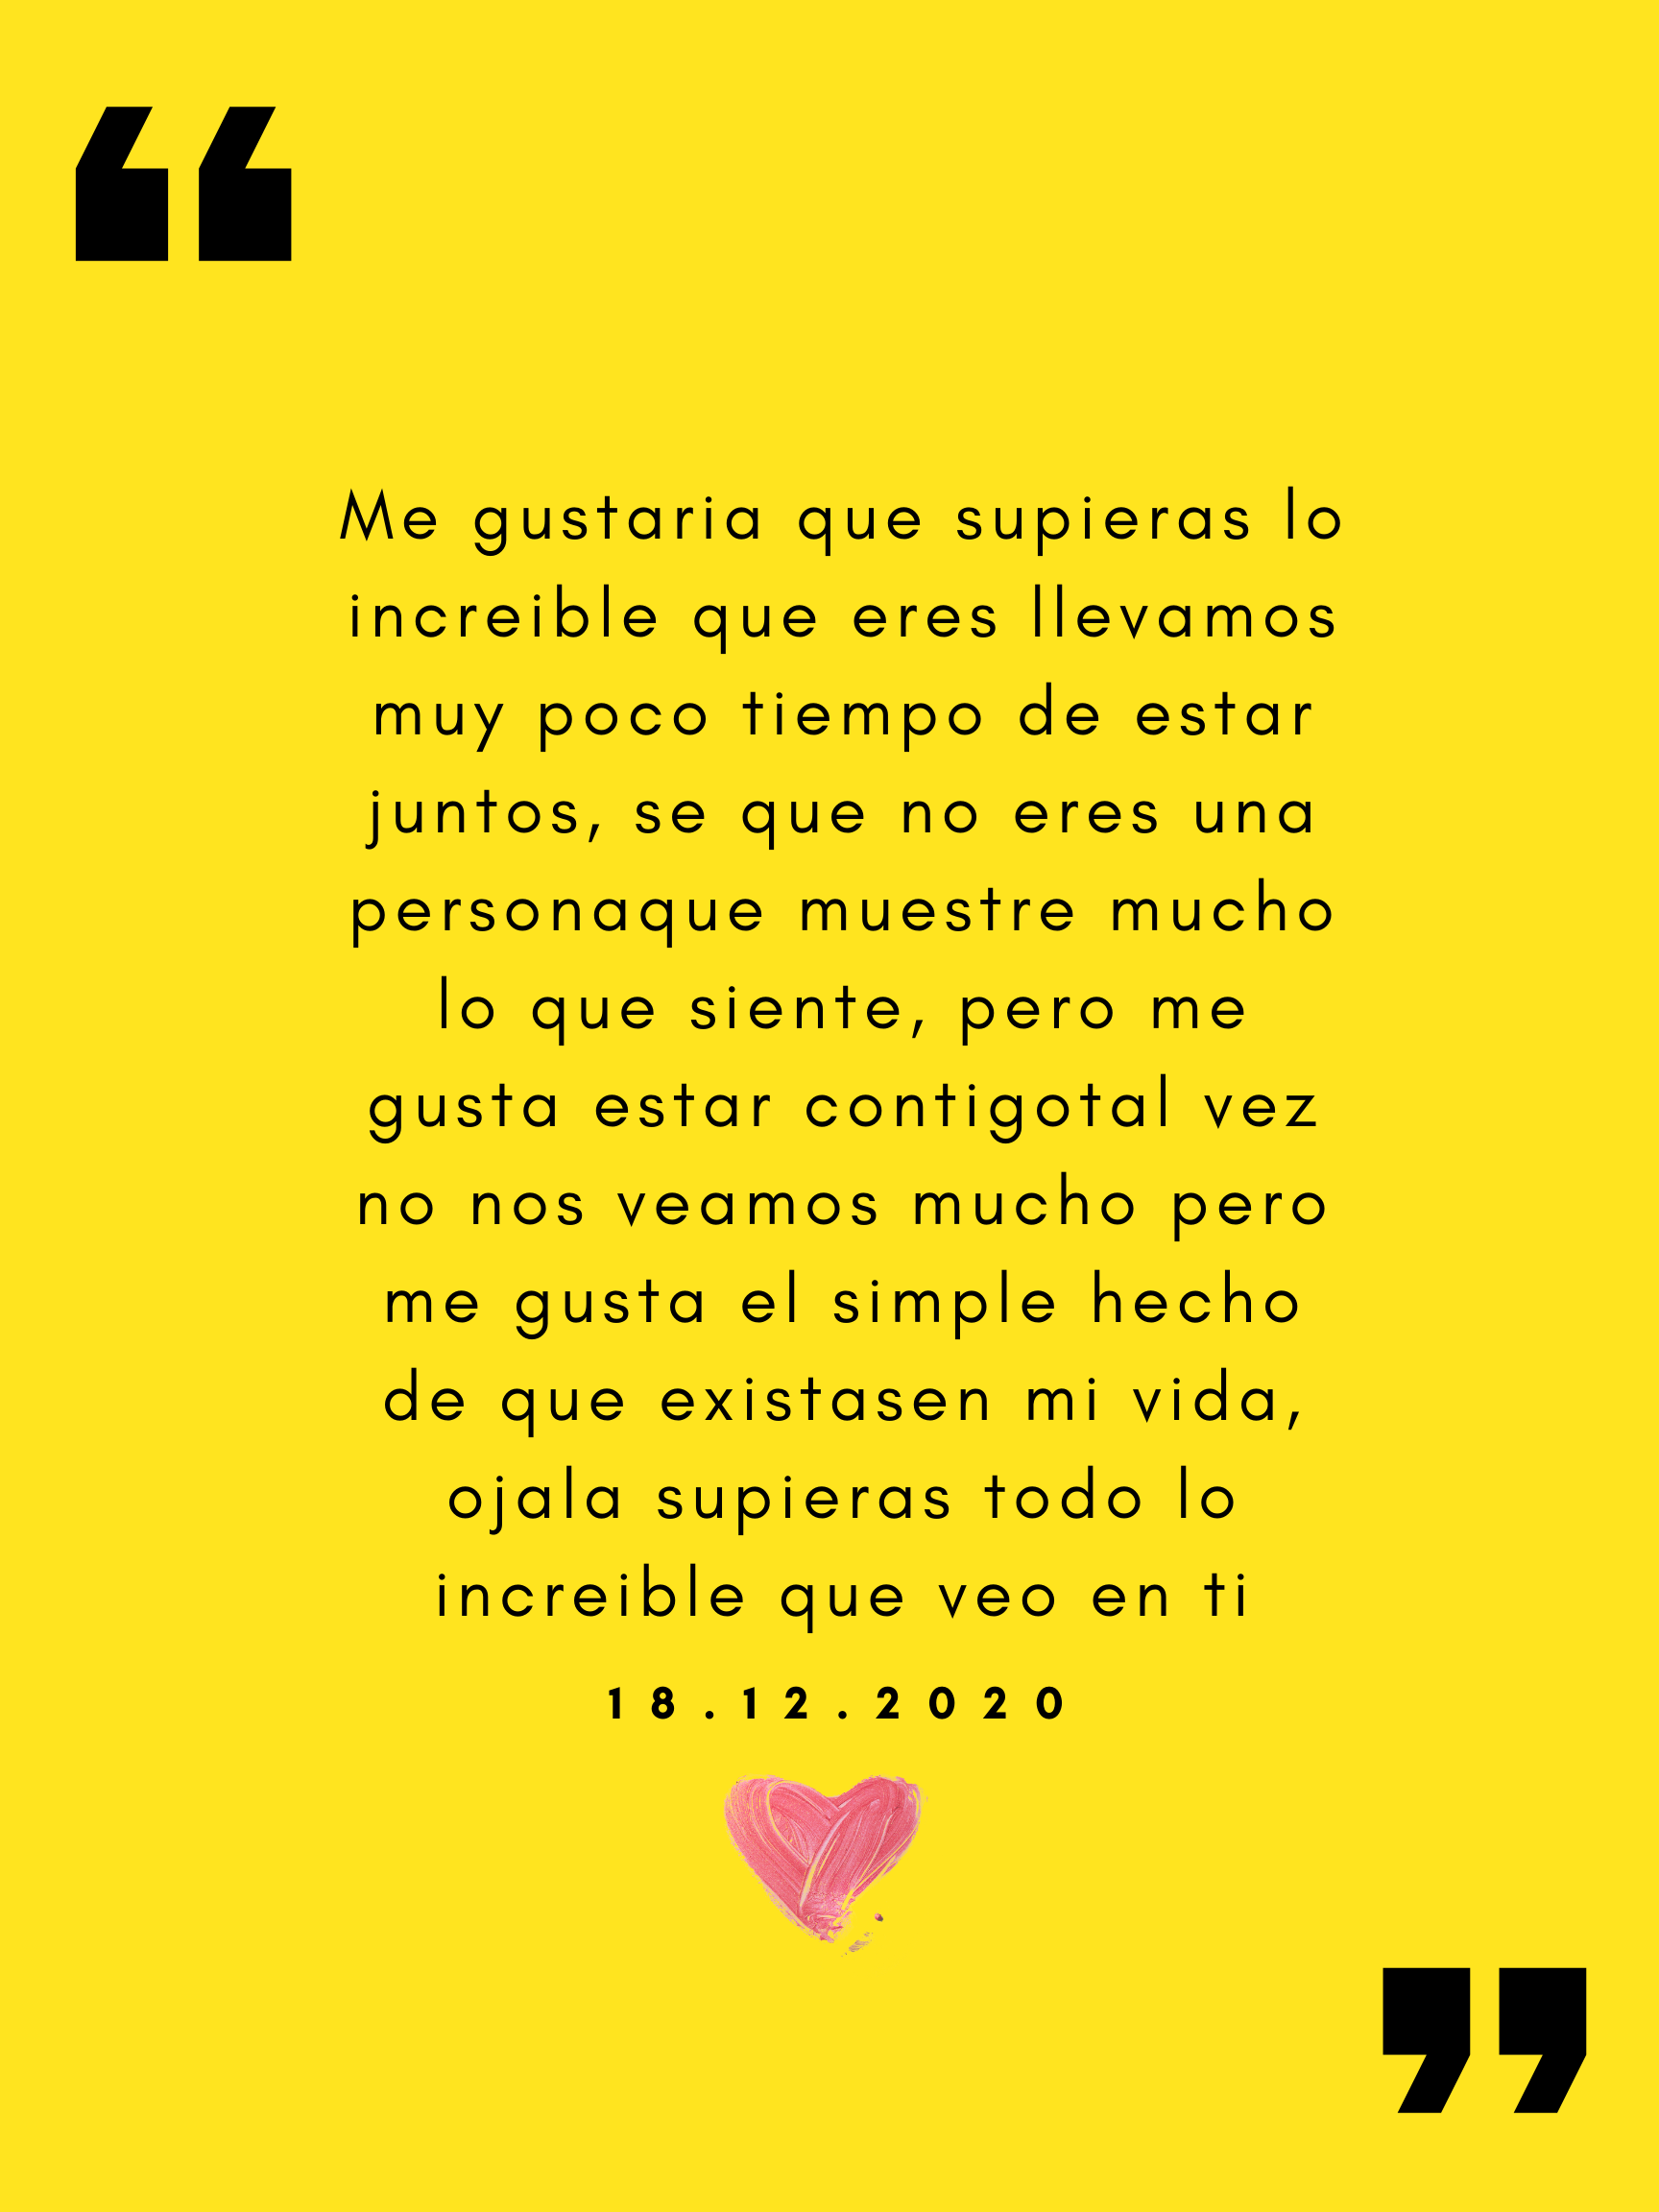 “
Me gustaria que supieras lo
increible que eres llevamos
muy poco tiempo de estar
juntos, se que no eres una
personaque muestre mucho
lo que siente, pero me
gusta estar contigotal vez
no nos veamos mucho pero
me gusta el simple hecho
de que existasen mi vida,
ojala supieras todo lo
increible que veo en ti
18.12.2020
”